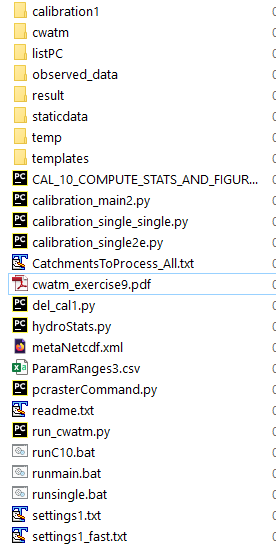 calibration1
cwatm
listPC
observed_data
result
staticdata
temp
templates
CAL_10_COMPUTE_STATS_AND_FIGUR...
calibration_main2.py
calibration_single_single.py
calibration_single2e.py
CatchmentsToProcess_All.txt
cwatm_exercise9.pdf
del_cal1.py
hydroStats.py
metaNetcdf.xml
ParamRanges3.csv
pcrasterCommand.py
readme.txt
run_cwatm.py
runC10.bat
runmain.bat
runsingle.bat
settings1.txt
settings1_fast.txt